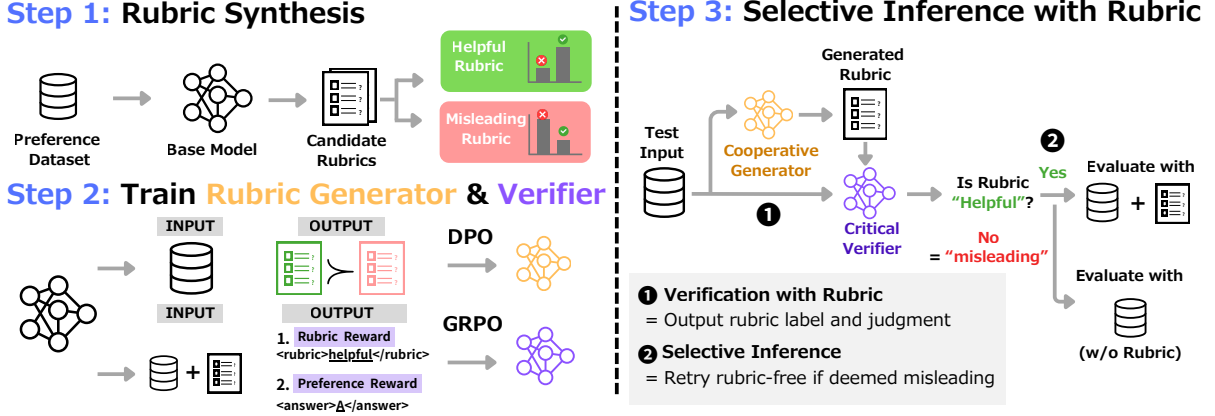 Step 1: Rubric Synthesis
Preference
Dataset
Base Model
Candidate
Rubrics
Helpful
Rubric
Misleading
Rubric
Step 2: Train Rubric Generator & Verifier
INPUT
OUTPUT
DPO
INPUT
OUTPUT
1. Rubric Reward
<rubric>helpful</rubric>
2. Preference Reward
<answer>A</answer>
+
GRPO
Step 3: Selective Inference with Rubric
Test
Input
Cooperative
Generator
Generated
Rubric
❶
Critical
Verifier
Is Rubric
“Helpful”?
❷
Yes
No
= “misleading”
Evaluate with
+
Evaluate with
(w/o Rubric)
❶ Verification with Rubric
= Output rubric label and judgment
❷ Selective Inference
= Retry rubric-free if deemed misleading